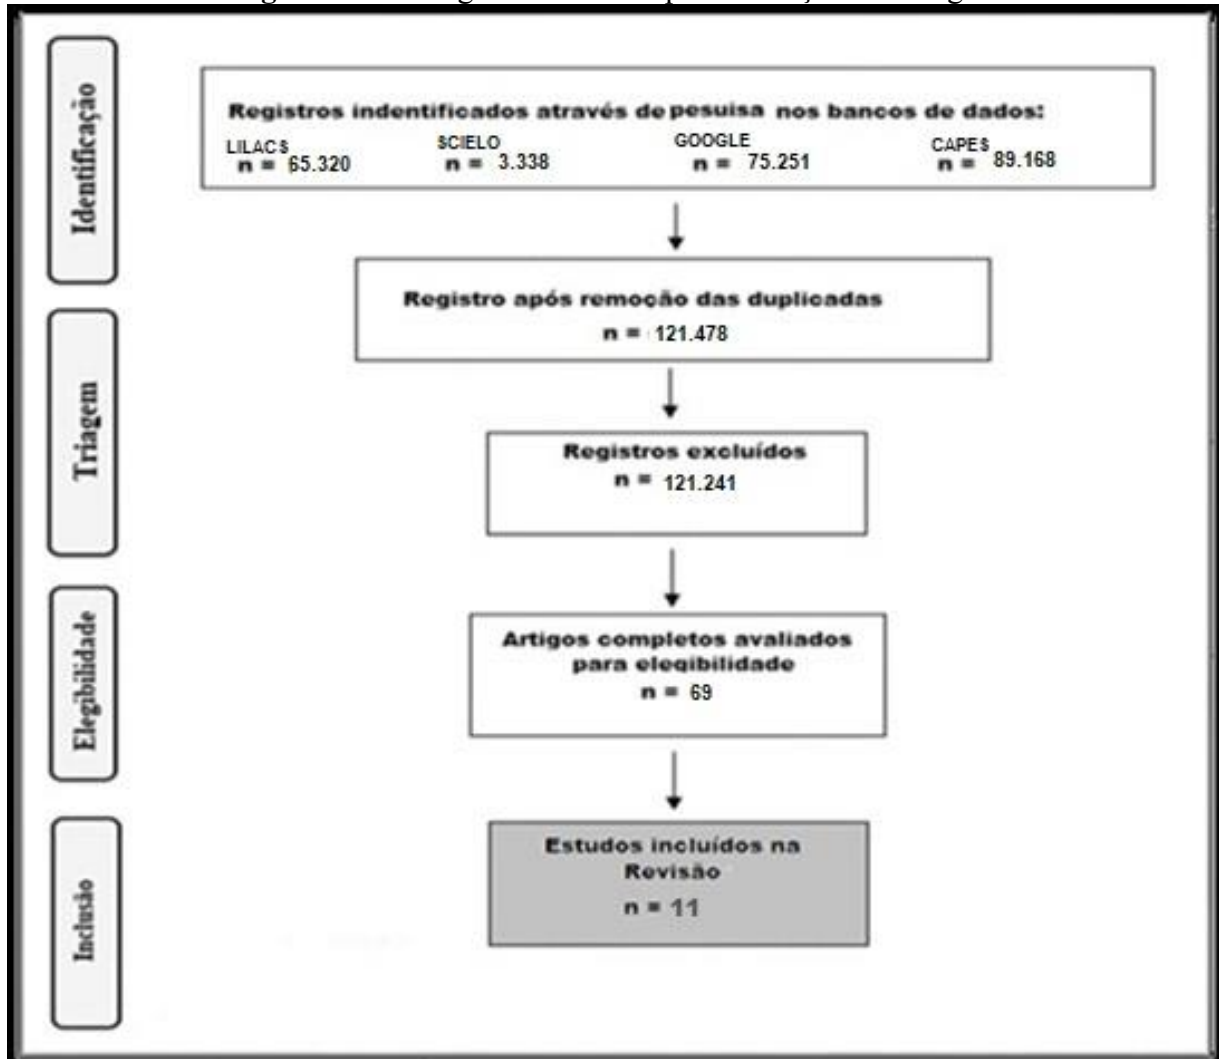 Identificação
Registros indentificados através de pesuisa nos bancos de dados:
LILACS SCIELO GOOGLE CAPES
n = 65.320 n = 3.338 n = 75.251 n = 89.168
Registro após remoção das duplicadas
n = 121.478
Triagem
Registros excluídos
n = 121.241
Elegibilidade
Artigos completos avaliados
para elegibilidade
n = 69
Inclusão
Estudos incluídos na
Revisão
n = 11